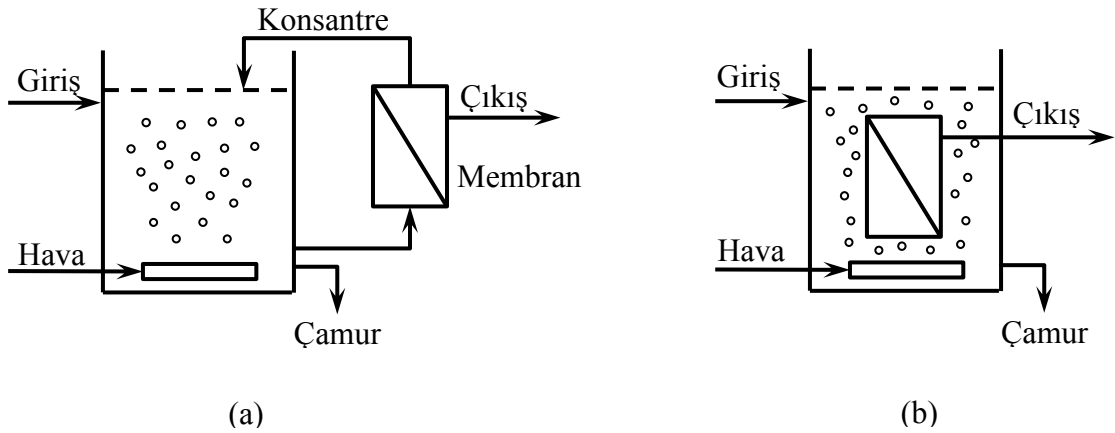 Konsantre
Giriş
Çıkış
Membran
Hava
Çamur
(a)
Giriş
Çıkış
Hava
Çamur
(b)